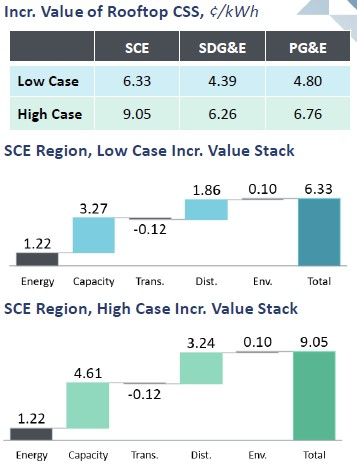 Incr. Value of Rooftop CSS, ¢/kWh
SCE SDG&E PG&E
Low Case 6.33 4.39 4.80
High Case 9.05 6.26 6.76
SCE Region, Low Case Incr. Value Stack
1.22 3.27 -0.12 1.86 0.10 6.33
Energy Capacity Trans. Dist. Env. Total
SCE Region, High Case Incr. Value Stack
1.22 4.61 -0.12 3.24 0.10 9.05
Energy Capacity Trans. Dist. Env. Total